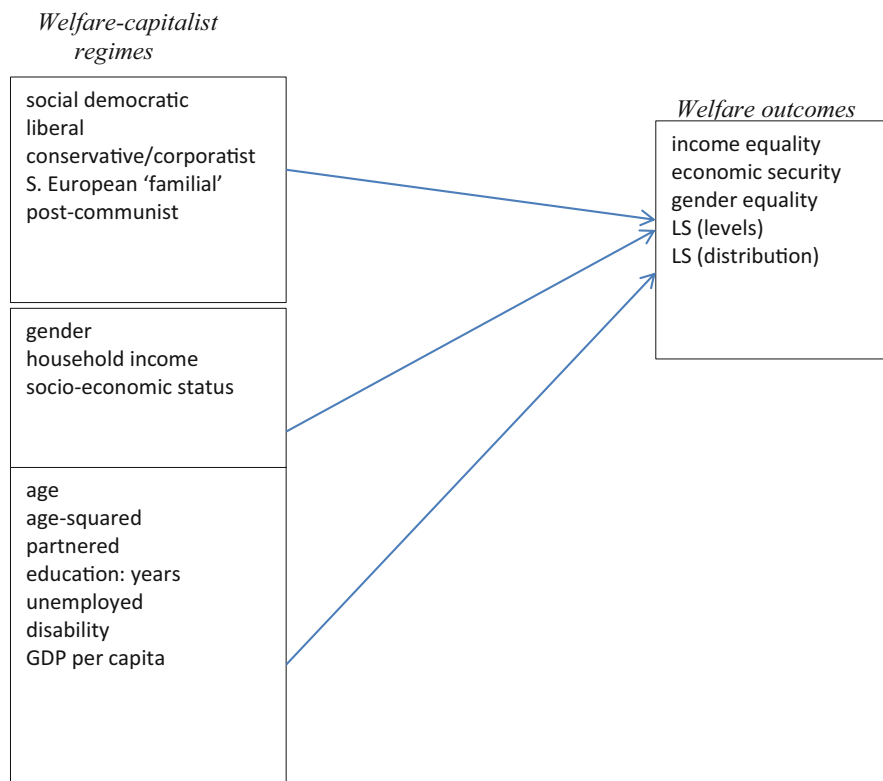 Welfare-capitalist
regimes
social democratic
liberal
conservative/corporatist
S. European ‘familial’
post-communist
gender
household income
socio-economic status
age
age-squared
partnered
education: years
unemployed
disability
GDP per capita
Welfare outcomes
income equality
economic security
gender equality
LS (levels)
LS (distribution)